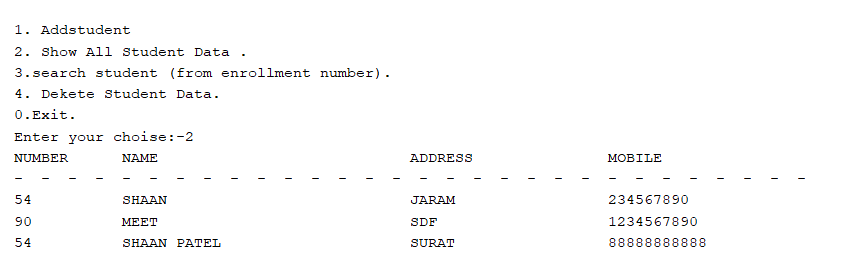 1. Addstudent
2. Show All Student Data .
3.search student (from enrollment number).
4. Dekete Student Data.
0.Exit.
Enter your choise:-2
NUMBER NAME ADDRESS MOBILE
- - - - - - - - - - - - - - - - - - - - - - - - - - - - - -
54 SHAAN JARAM 234567890
90 MEET SDF 1234567890
54 SHAAN PATEL SURAT 88888888888